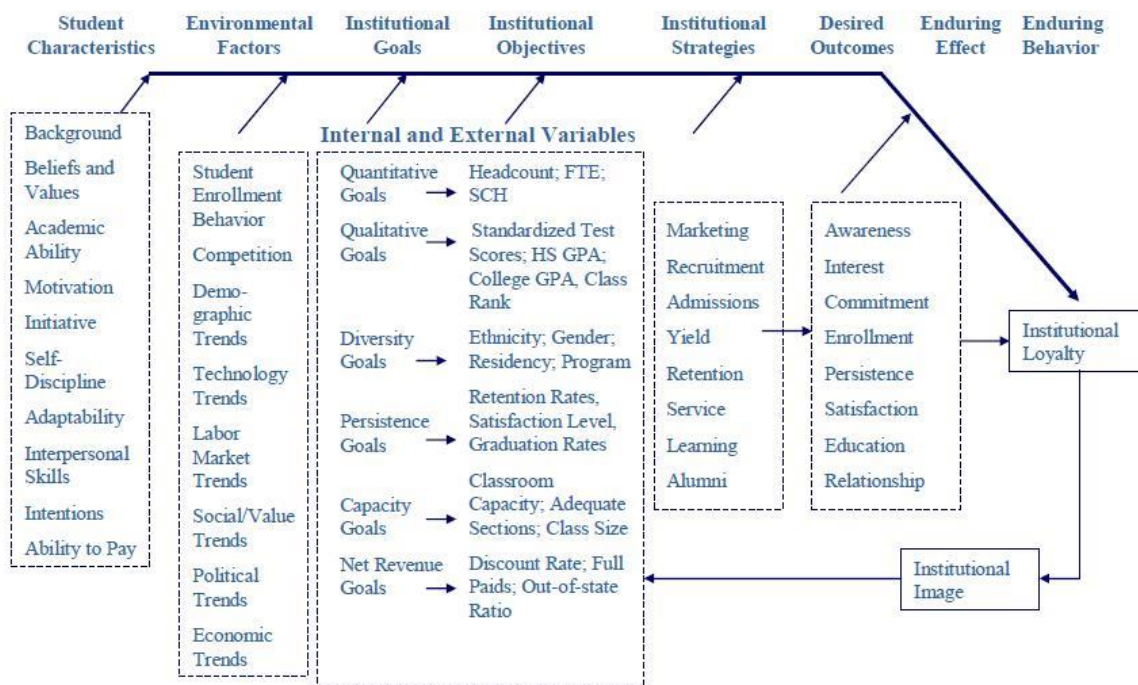 Student
Characteristics
Environmental
Factors
Institutional
Goals
Institutional
Objectives
Institutional
Strategies
Desired
Outcomes
Enduring
Effect
Enduring
Behavior
Background
Beliefs and
Values
Academic
Ability
Motivation
Initiative
Self-
Discipline
Adaptability
Interpersonal
Skills
Intentions
Ability to Pay
Student
Enrollment
Behavior
Competition
Demo-
graphic
Trends
Technology
Trends
Labor
Market
Trends
Social/Value
Trends
Political
Trends
Economic
Trends
Internal and External Variables
Quantitative
Goals
Headcount; FTE;
SCH
Qualitative
Goals
Standardized Test
Scores; HS GPA;
College GPA, Class
Rank
Diversity
Goals
Ethnicity; Gender;
Residency; Program
Persistence
Goals
Retention Rates,
Satisfaction Level,
Graduation Rates
Capacity
Goals
Classroom
Capacity; Adequate
Sections; Class Size
Net Revenue
Goals
Discount Rate; Full
Paids; Out-of-state
Ratio
Marketing
Recruitment
Admissions
Yield
Retention
Service
Learning
Alumni
Awareness
Interest
Commitment
Enrollment
Persistence
Satisfaction
Education
Relationship
Institutional
Loyalty
Institutional
Image